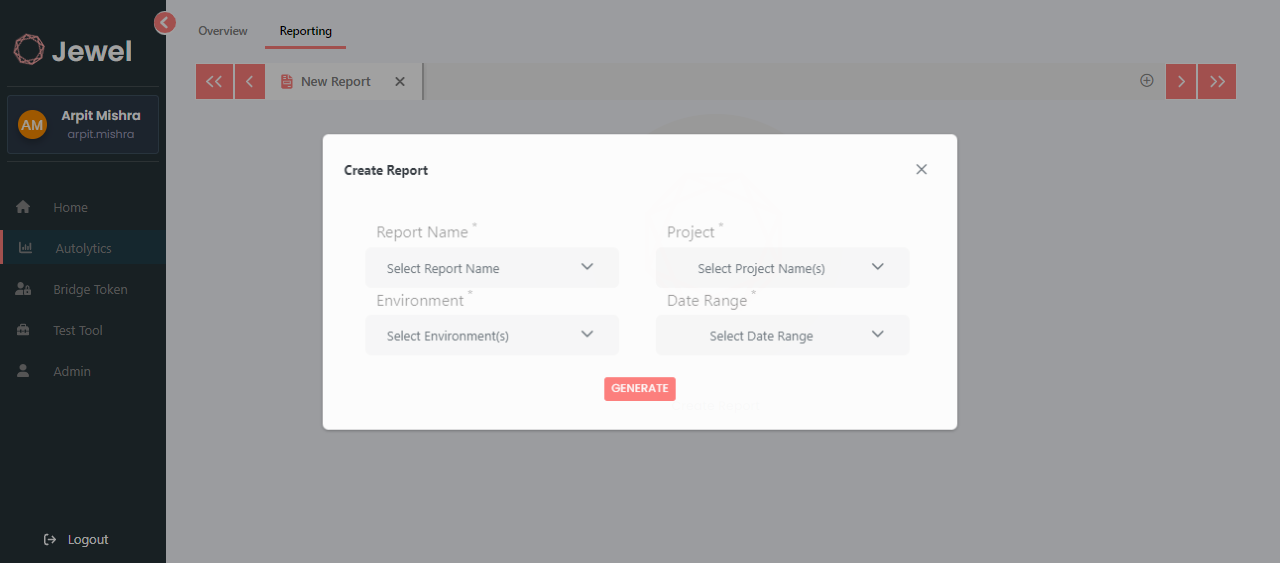 Jewel
AM
Arpit Mishra
arpit.mishra
Home
Autolytics
Bridge Token
Test Tool
Admin
Logout
Overview
Reporting
New Report
Create Report
Report Name *
Project *
Select Report Name
Select Project Name(s)
Environment *
Date Range *
Select Environment(s)
Select Date Range
GENERATE